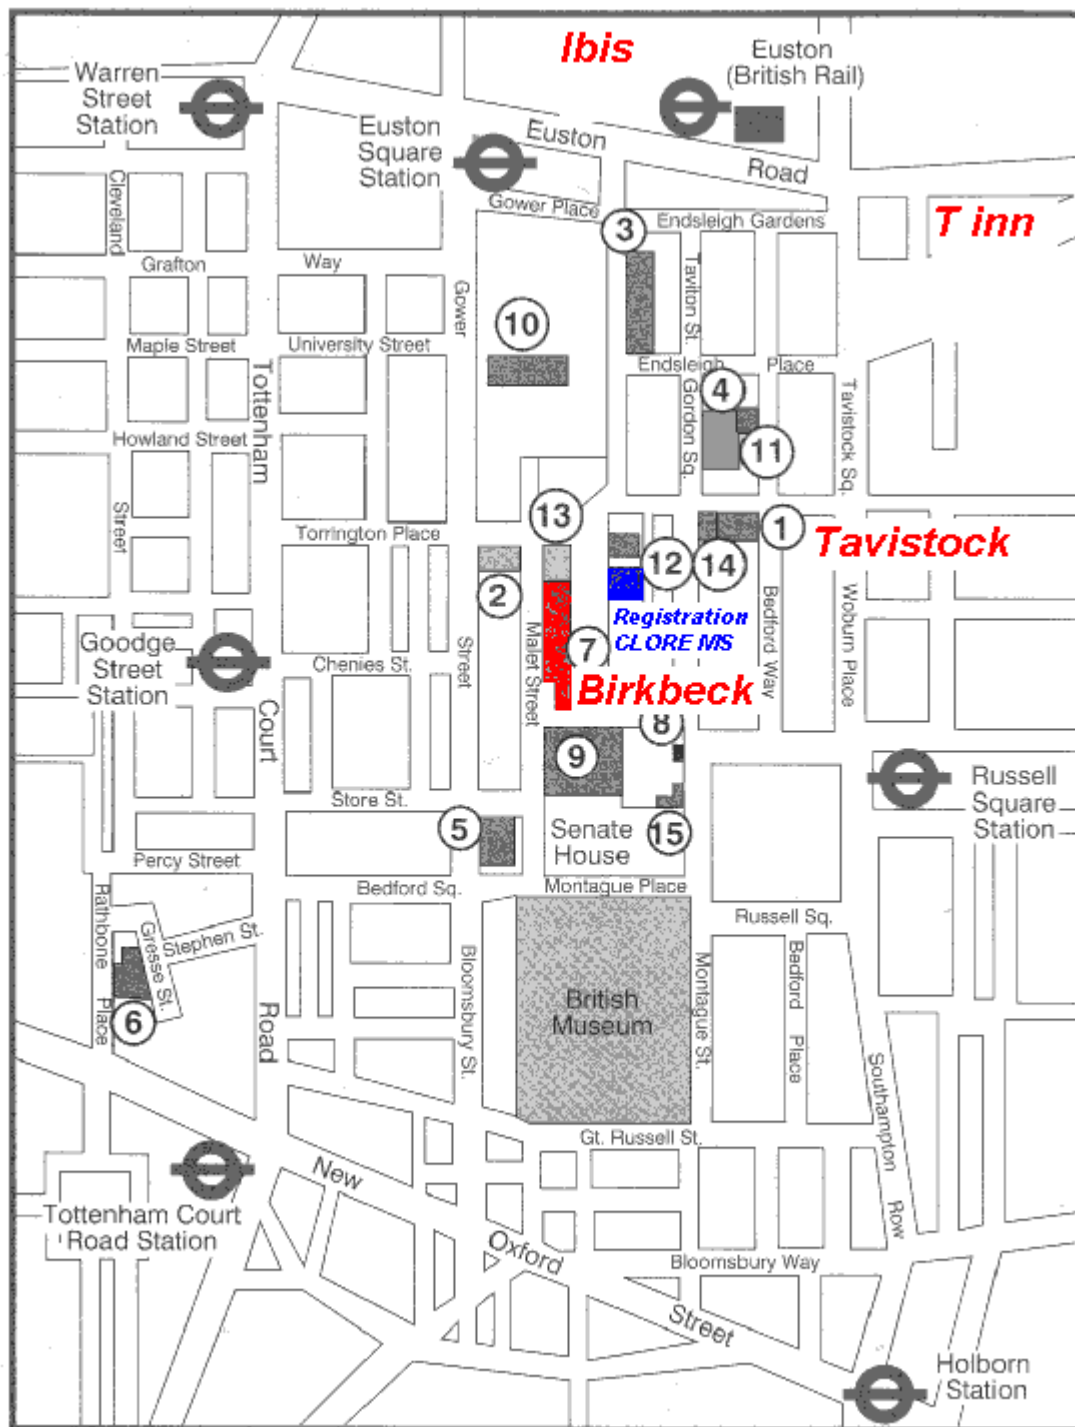 Ibis
Euston
(British Rail)
Warren
Street
Station
Euston
Square
Station
Euston
Road
Gower Place
Cleveland
3
Endsleigh Gardens
T inn
Grafton
Way
Taviton St.
Gower
10
Maple Street
University Street
Endsleigh
Place
Tottenham
4
Gordon Sq.
Tavistock Sq.
Howland Street
11
Street
13
Torrington Place
1
Tavistock
12
14
2
Registration
CLORE MS
Bedford Way
Woburn Place
Goodge
Street
Station
Chenies St.
Street
Malet Street
7
Birkbeck
Court
8
9
Store St.
Russell
Square
Station
5
Senate
House
15
Percy Street
Bedford Sq.
Montague Place
Rathbone
Gresse St.
Stephen St.
Russell Sq.
Bloomsbury St.
British
Museum
Montague St.
Bedford
Place
6
Place
Road
Southampton
Row
Gt. Russell St.
New
Oxford
Street
Tottenham Court
Road Station
Bloomsbury Way
Holborn
Station